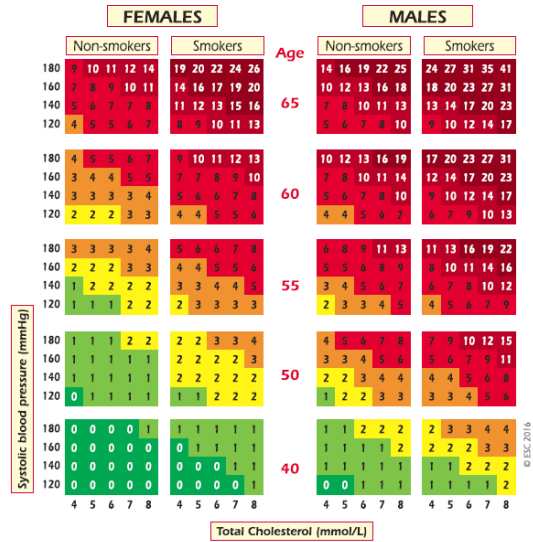 FEMALES MALES
Non-smokers Smokers Age Non-smokers Smokers
180 9 10 11 12 14 19 20 22 24 26 14 16 19 22 25 24 27 31 35 41
160 7 8 9 10 11 14 16 17 19 20 10 12 13 16 18 18 20 23 27 31
140 5 6 7 7 8 11 12 13 15 16 65 7 8 10 11 13 13 14 17 20 23
120 4 5 5 6 7 8 9 10 11 13 5 6 7 8 10 9 10 12 14 17
180 4 5 5 6 7 9 10 11 12 13 10 12 13 16 19 17 20 23 27 31
160 3 4 4 5 5 7 7 8 9 10 7 8 10 11 14 12 14 17 20 23
140 3 3 3 3 4 5 6 6 7 8 60 5 6 7 8 10 9 10 12 14 17
120 2 2 2 3 3 4 4 5 5 6 4 4 5 6 7 6 7 9 10 13
180 3 3 3 3 4 5 6 6 7 8 6 8 9 11 13 11 13 16 19 22
160 2 2 2 3 3 4 4 5 5 6 5 5 6 8 9 8 10 11 14 16
140 1 2 2 2 2 3 3 4 4 5 55 3 4 5 6 7 6 7 8 10 12
120 1 1 1 2 2 2 3 3 3 3 2 3 3 4 5 4 5 6 7 9
180 1 1 1 2 2 2 2 3 3 4 4 5 6 7 8 7 9 10 12 15
160 1 1 1 1 1 2 2 2 2 3 3 3 4 5 6 5 6 7 9 11
140 1 1 1 1 1 2 2 2 2 2 50 2 2 3 4 4 4 4 5 6 8
120 0 1 1 1 1 1 1 2 2 2 1 2 2 3 3 3 3 4 5 6
180 0 0 0 0 1 1 1 1 1 1 1 1 2 2 2 2 3 3 4 4
160 0 0 0 0 0 0 1 1 1 1 1 1 1 1 2 2 2 2 3 3
140 0 0 0 0 0 0 0 0 1 1 40 1 1 1 1 1 1 1 2 2 2
120 0 0 0 0 0 0 0 0 0 1 0 0 1 1 1 1 1 1 2 2
4 5 6 7 8 4 5 6 7 8 4 5 6 7 8 4 5 6 7 8
Systolic blood pressure (mmHg)
Total Cholesterol (mmol/L)
© ESC 2016